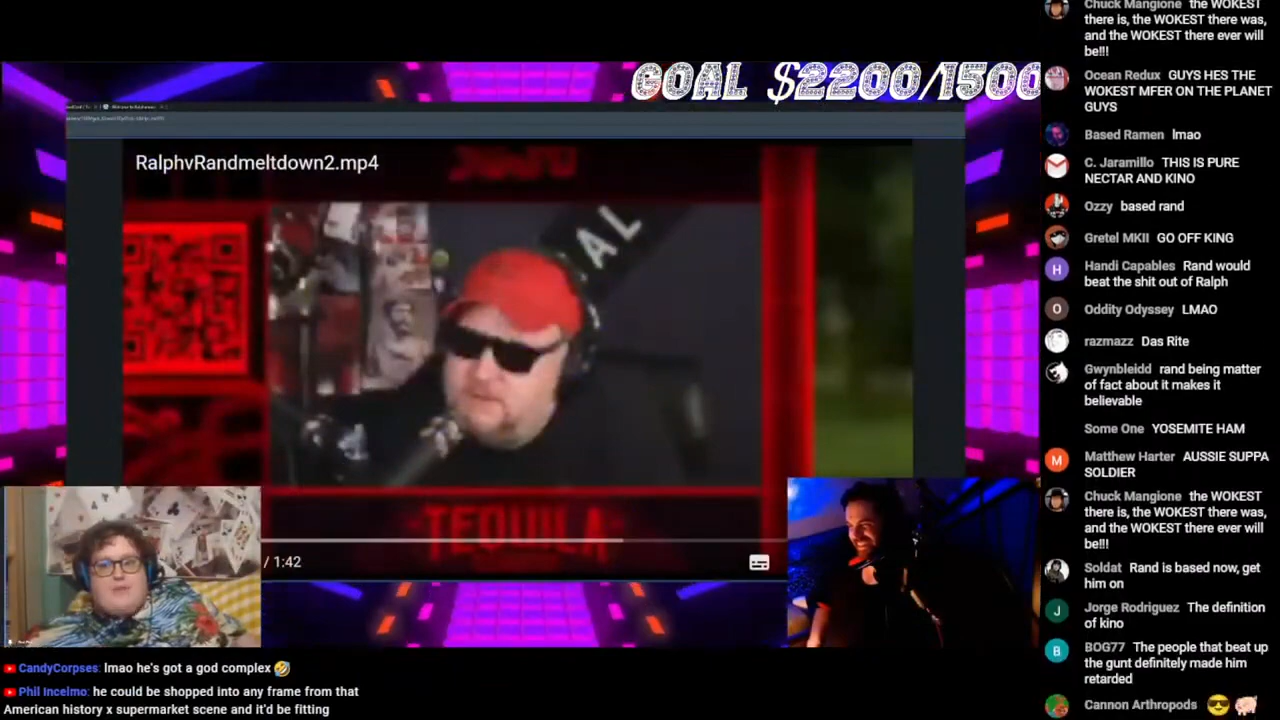 GOAL $2200/1500
RalphvRandmeltdown2.mp4
AL
TEQUILA
/ 1:42
Chuck Mangione the WOKEST
there is, the WOKEST there was,
and the WOKEST there ever will
be!!!
Ocean Redux GUYS HES THE
WOKEST MFER ON THE PLANET
GUYS
Based Ramen lmao
C. Jaramillo THIS IS PURE
NECTAR AND KINO
Ozzy based rand
Gretel MKII GO OFF KING
H
Handi Capables Rand would
beat the shit out of Ralph
O
Oddity Odyssey LMAO
razmazz Das Rite
Gwynbleidd rand being matter
of fact about it makes it
believable
Some One YOSEMITE HAM
M
Matthew Harter AUSSIE SUPPA
SOLDIER
Chuck Mangione the WOKEST
there is, the WOKEST there was,
and the WOKEST there ever will
be!!!
Soldat Rand is based now, get
him on
J
Jorge Rodriguez The definition
of kino
B
BOG77 The people that beat up
the gunt definitely made him
retarded
Cannon Arthropods 😎 🐖
CandyCorpses: lmao he's got a god complex 🤣
Phil Incelmo: he could be shopped into any frame from that
American history x supermarket scene and it'd be fitting